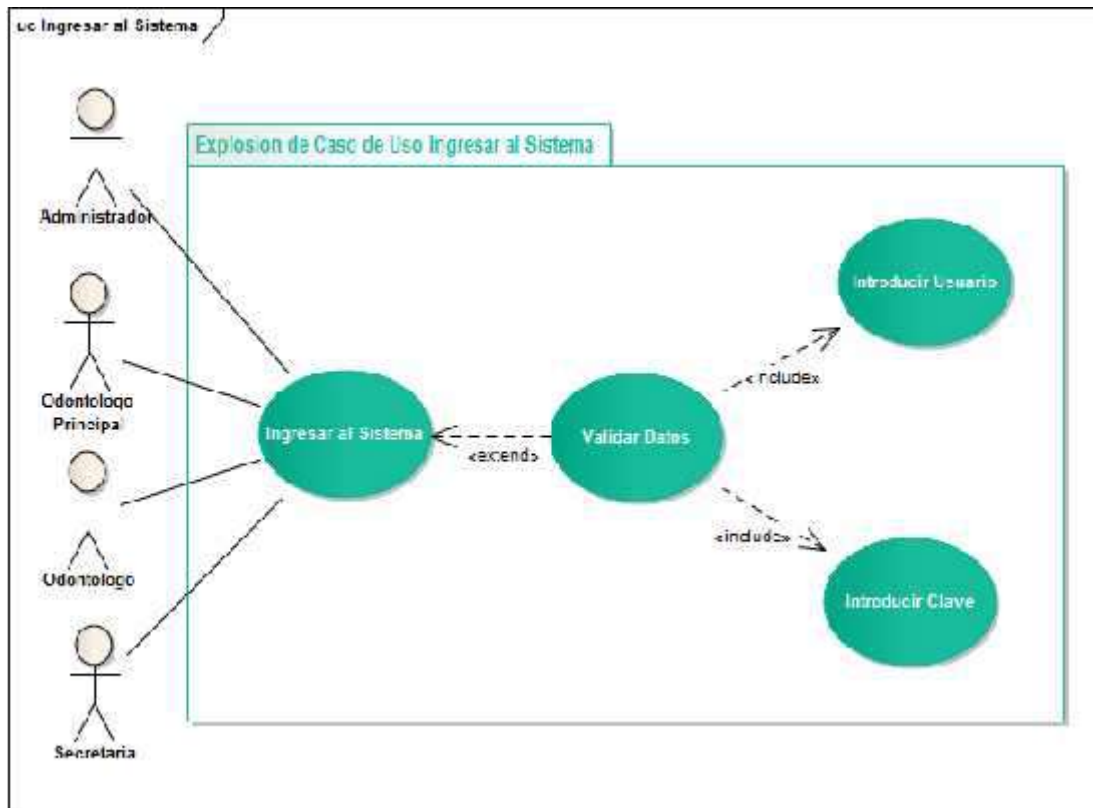 uc Ingresar al Sistema
Explosion de Caso de Uso Ingresar al Sistema
Administrador
Odontologo
Principal
Odontologo
Secretaria
Ingresar al Sistema
«extend»
Validar Datos
«include»
Introducir Usuario
«include»
Introducir Clave